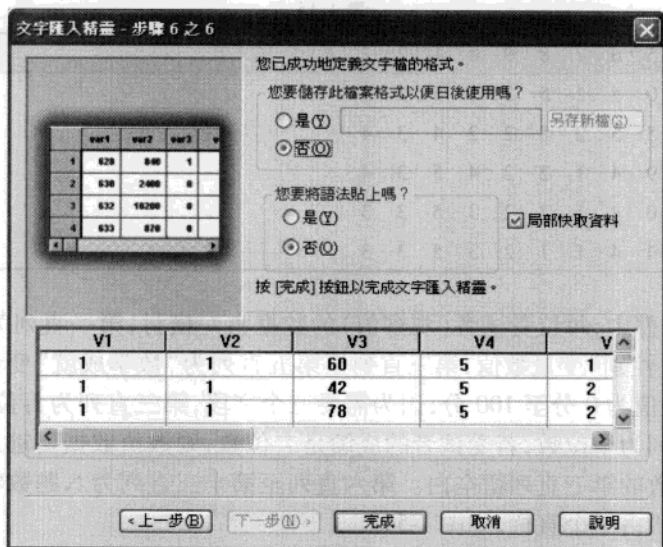 文字匯入精靈 - 步驟 6 之 6
您已成功地定義文字檔的格式。
您要儲存此檔案格式以便日後使用嗎？
是(Y)
另存新檔(S)...
否(O)
var1 var2 var3
1 620 840 1
2 630 2400 0
3 632 10200 0
4 633 870 0
您要將語法貼上嗎？
是(Y)
局部快取資料
否(O)
按 [完成] 按鈕以完成文字匯入精靈。
V1 V2 V3 V4 V
1 1 60 5 1
1 1 42 5 2
1 1 78 5 2
<上一步(B)
下一步(N)>
完成
取消
說明